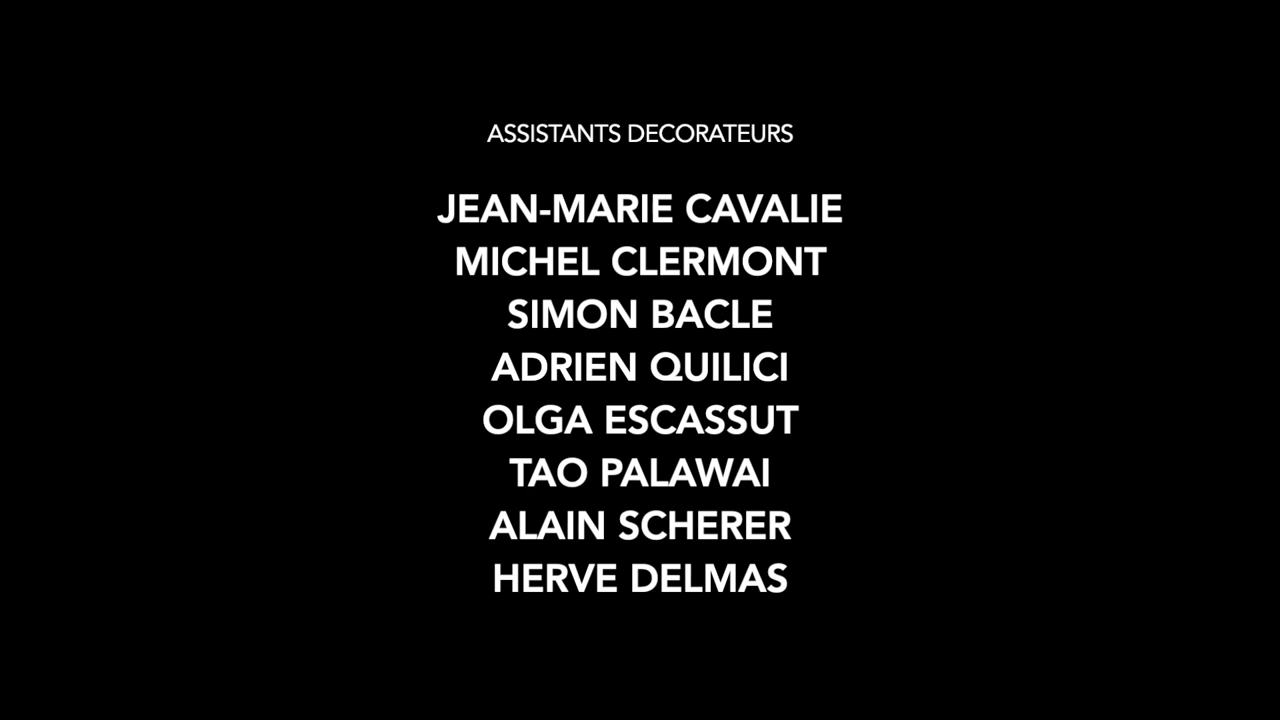 ASSISTANTS DECORATEURS
JEAN-MARIE CAVALIE
MICHEL CLERMONT
SIMON BACLE
ADRIEN QUILICI
OLGA ESCASSUT
TAO PALAWAI
ALAIN SCHERER
HERVE DELMAS